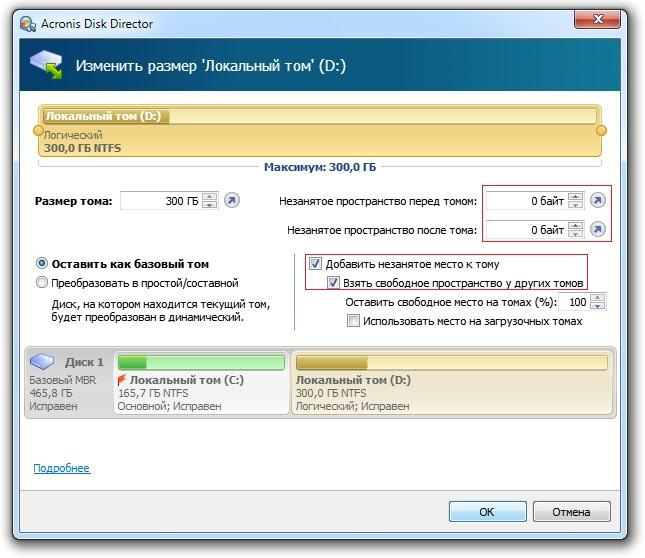 Acronis Disk Director
Изменить размер 'Локальный том' (D:)
Локальный том (D:)
Логический
300,0 ГБ NTFS
Максимум: 300,0 ГБ
Размер тома: 300 ГБ
Незанятое пространство перед томом: 0 байт
Незанятое пространство после тома: 0 байт
Оставить как базовый том
Преобразовать в простой/составной
Диск, на котором находится текущий том,
будет преобразован в динамический.
Добавить незанятое место к тому
Взять свободное пространство у других томов
Оставить свободное место на томах (%): 100
Использовать место на загрузочных томах
Диск 1
Базовый MBR
465,8 ГБ
Исправен
Локальный том (C:)
165,7 ГБ NTFS
Основной; Исправен
Локальный том (D:)
300,0 ГБ NTFS
Логический; Исправен
Подробнее
OK
Отмена